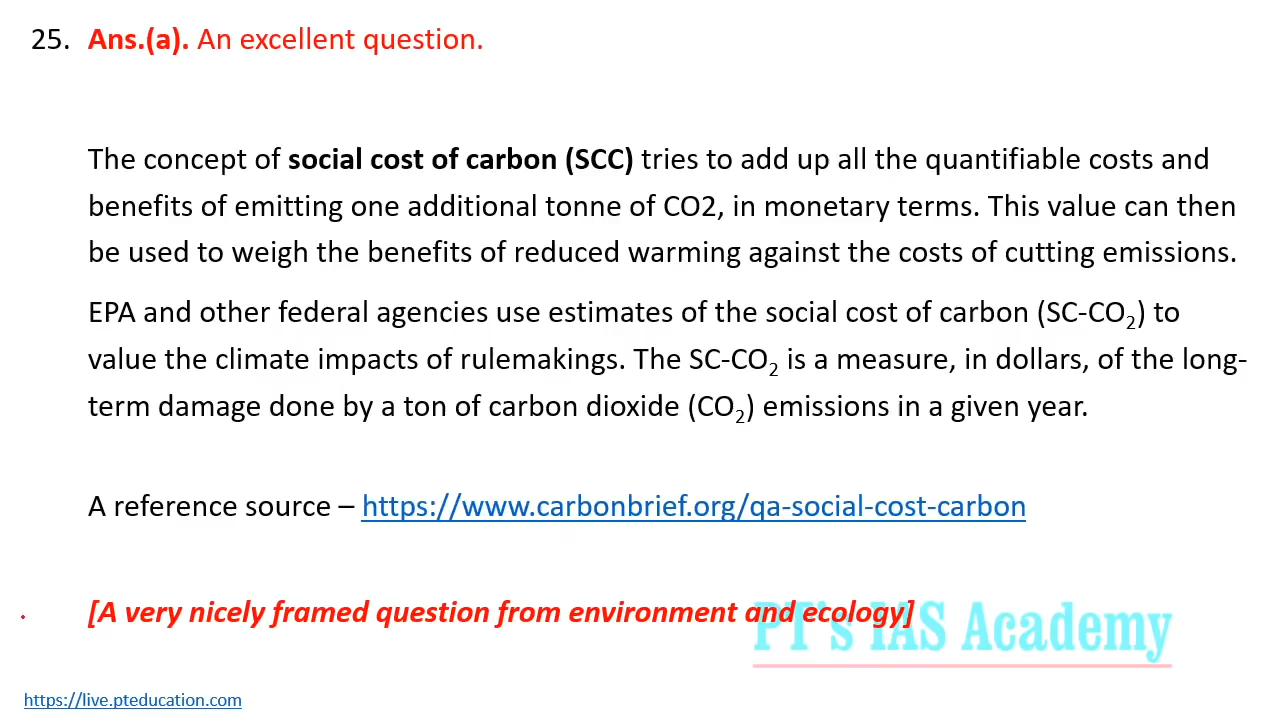 25. Ans.(a). An excellent question.
The concept of social cost of carbon (SCC) tries to add up all the quantifiable costs and
benefits of emitting one additional tonne of CO2, in monetary terms. This value can then
be used to weigh the benefits of reduced warming against the costs of cutting emissions.
EPA and other federal agencies use estimates of the social cost of carbon (SC-CO₂) to
value the climate impacts of rulemakings. The SC-CO₂ is a measure, in dollars, of the long-
term damage done by a ton of carbon dioxide (CO₂) emissions in a given year.
A reference source – https://www.carbonbrief.org/qa-social-cost-carbon
[A very nicely framed question from environment and ecology]
PT's IAS Academy
https://live.pteducation.com